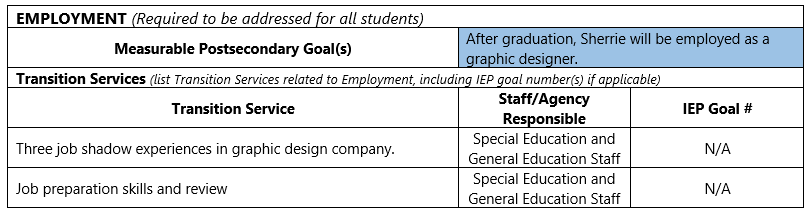 EMPLOYMENT (Required to be addressed for all students)
Measurable Postsecondary Goal(s)
After graduation, Sherrie will be employed as a
graphic designer.
Transition Services (list Transition Services related to Employment, including IEP goal number(s) if applicable)
Transition Service
Staff/Agency
Responsible
IEP Goal #
Three job shadow experiences in graphic design company.
Special Education and
General Education Staff
N/A
Job preparation skills and review
Special Education and
General Education Staff
N/A